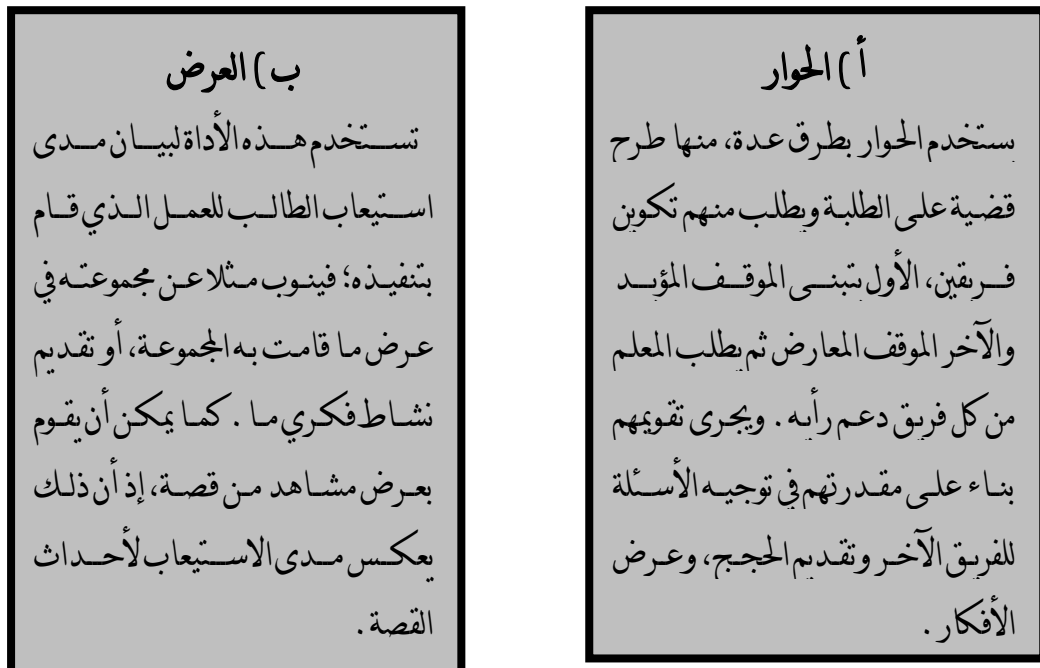 أ ) الحوار
يستخدم الحوار بطرق عدة، منها طرح
قضية على الطلبة ويطلب منهم تكوين
فريقين، الأول يتبنى الموقف المؤيد
والآخر الموقف المعارض ثم يطلب المعلم
من كل فريق دعم رأيه . ويجرى تقويمهم
بناء على مقدرتهم في توجيه الأسئلة
للفريق الآخر وتقديم الحجج، وعرض
الأفكار .
ب ) العرض
تستخدم هذه الأداة لبيان مدى
استيعاب الطالب للعمل الذي قام
بتنفيذه؛ فينوب مثلا عن مجموعته في
عرض ما قامت به المجموعة، أو تقديم
نشاط فكري ما . كما يمكن أن يقوم
بعرض مشاهد من قصة، إذ أن ذلك
يعكس مدى الاستيعاب لأحداث
القصة .